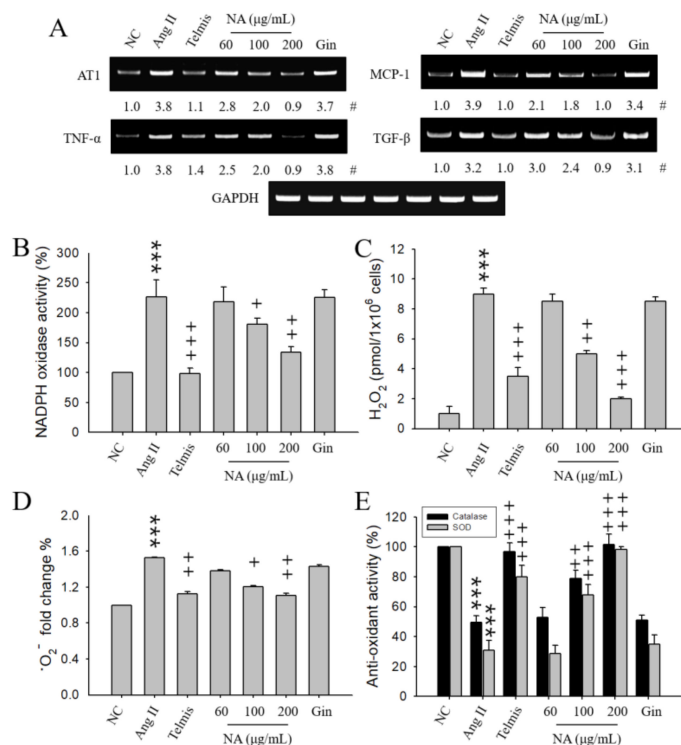 A
NC Ang II Telmis NA (µg/mL) 60 100 200 Gin
AT1
1.0 3.8 1.1 2.8 2.0 0.9 3.7 #
TNF-α
1.0 3.8 1.4 2.5 2.0 0.9 3.8 #
NC Ang II Telmis NA (µg/mL) 60 100 200 Gin
MCP-1
1.0 3.9 1.0 2.1 1.8 1.0 3.4 #
TGF-β
1.0 3.2 1.0 3.0 2.4 0.9 3.1 #
GAPDH
B
NADPH oxidase activity (%)
300
250
200
150
100
50
0
***
+++
+
++
NC Ang II Telmis 60 100 200 Gin
NA (µg/mL)
C
H₂O₂ (pmol/1x10⁶ cells)
12
10
8
6
4
2
0
***
+++
++
+++
NC Ang II Telmis 60 100 200 Gin
NA (µg/mL)
D
·O₂⁻ fold change %
2.0
1.6
1.2
0.8
0.4
0.0
***
++
+
++
NC Ang II Telmis 60 100 200 Gin
NA (µg/mL)
E
Anti-oxidant activity (%)
120
100
80
60
40
20
0
Catalase
SOD
***
***
+++
+++
++
+++
+++
+++
NC Ang II Telmis 60 100 200 Gin
NA (µg/mL)